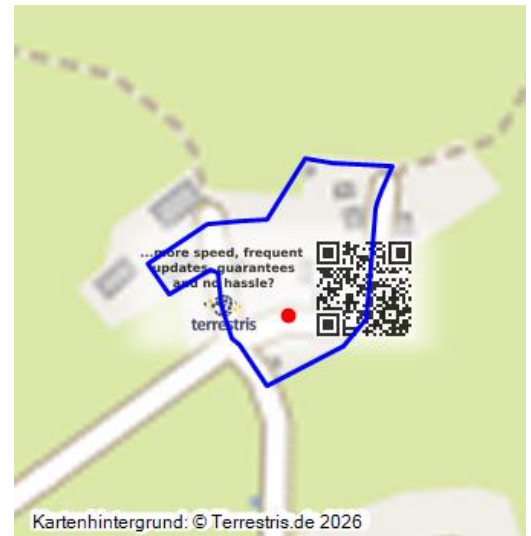 ...more speed, frequent
updates, guarantees
and no hassle?
terrestris
Kartenhintergrund: © Terrestris.de 2026